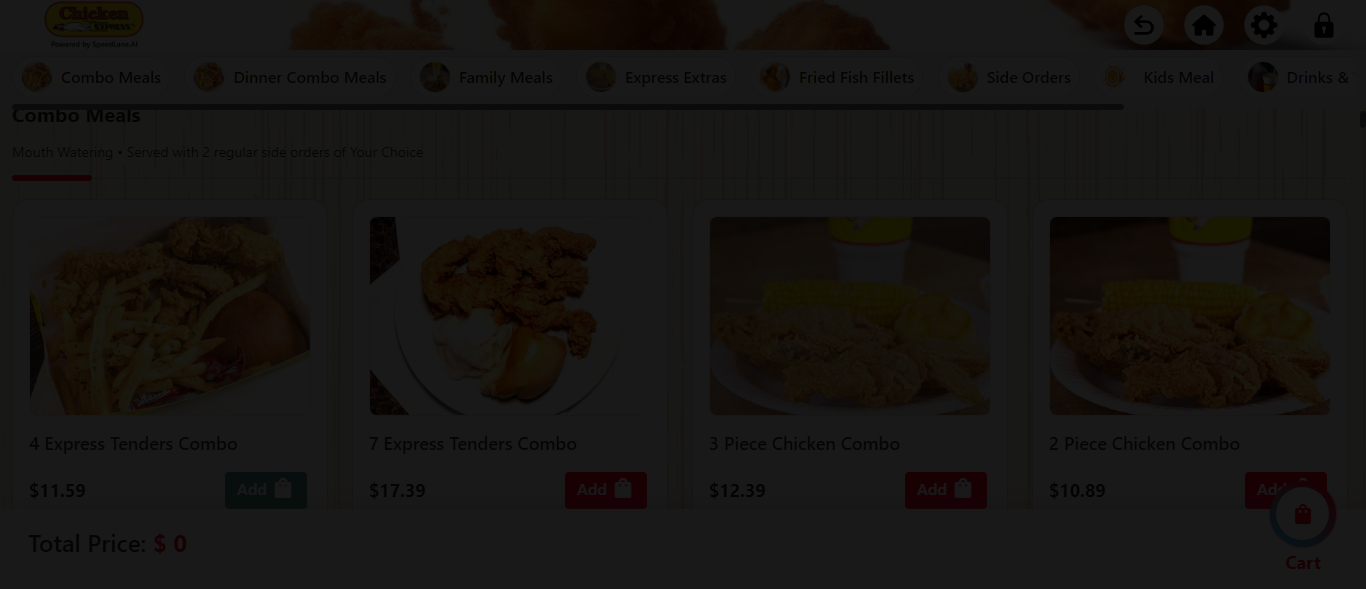 Chicken
Express
Powered by SpeedLane.AI
Combo Meals
Dinner Combo Meals
Family Meals
Express Extras
Fried Fish Fillets
Side Orders
Kids Meal
Drinks &
Combo Meals
Mouth Watering • Served with 2 regular side orders of Your Choice
4 Express Tenders Combo
7 Express Tenders Combo
3 Piece Chicken Combo
2 Piece Chicken Combo
$11.59
Add
$17.39
Add
$12.39
Add
$10.89
Add
Total Price: $ 0
Cart